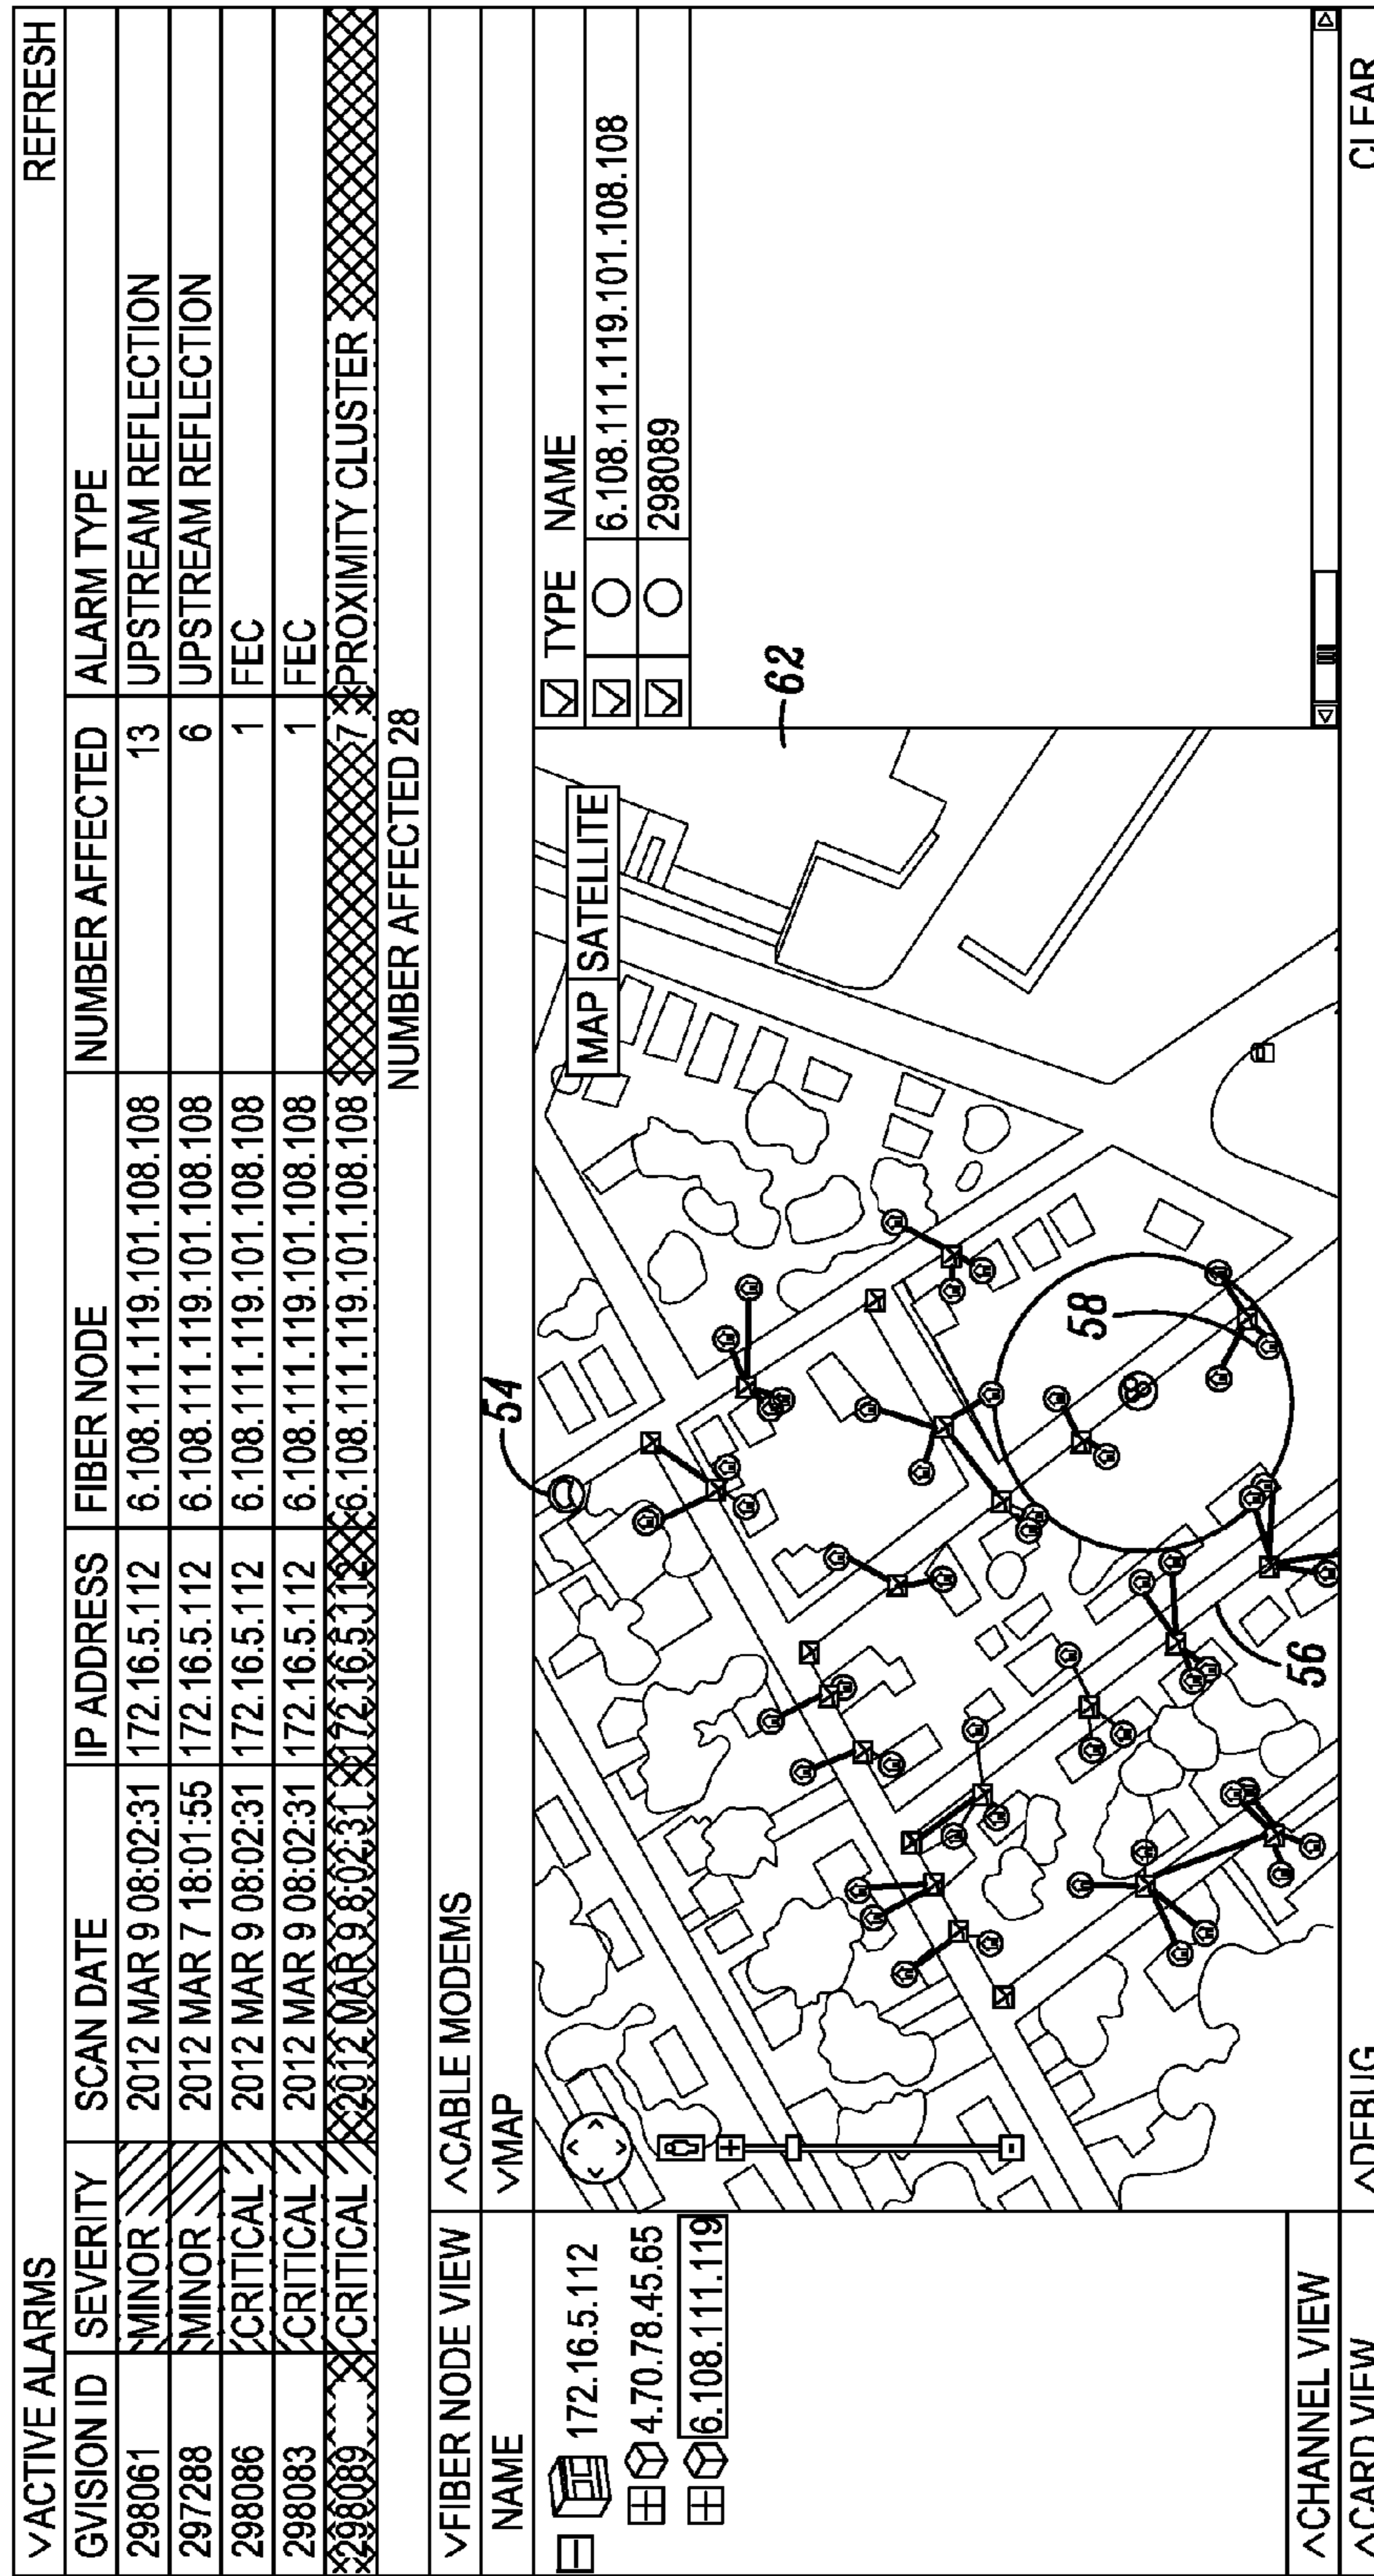 ∨ACTIVE ALARMS REFRESH
GVISION ID SEVERITY SCAN DATE IP ADDRESS FIBER NODE NUMBER AFFECTED ALARM TYPE
298061 MINOR 2012 MAR 9 08:02:31 172.16.5.112 6.108.111.119.101.108.108 13 UPSTREAM REFLECTION
297288 MINOR 2012 MAR 7 18:01:55 172.16.5.112 6.108.111.119.101.108.108 6 UPSTREAM REFLECTION
298086 CRITICAL 2012 MAR 9 08:02:31 172.16.5.112 6.108.111.119.101.108.108 1 FEC
298083 CRITICAL 2012 MAR 9 08:02:31 172.16.5.112 6.108.111.119.101.108.108 1 FEC
298089 CRITICAL 2012 MAR 9 8:02:31 172.16.5.112 6.108.111.119.101.108.108 7 PROXIMITY CLUSTER
NUMBER AFFECTED 28
∨FIBER NODE VIEW ∧CABLE MODEMS
NAME ∨MAP
172.16.5.112
4.70.78.45.65
6.108.111.119
54
MAP SATELLITE
62
58
56
TYPE NAME
6.108.111.119.101.108.108
298089
∧CHANNEL VIEW
∧CARD VIEW ∧DEBUG CLEAR